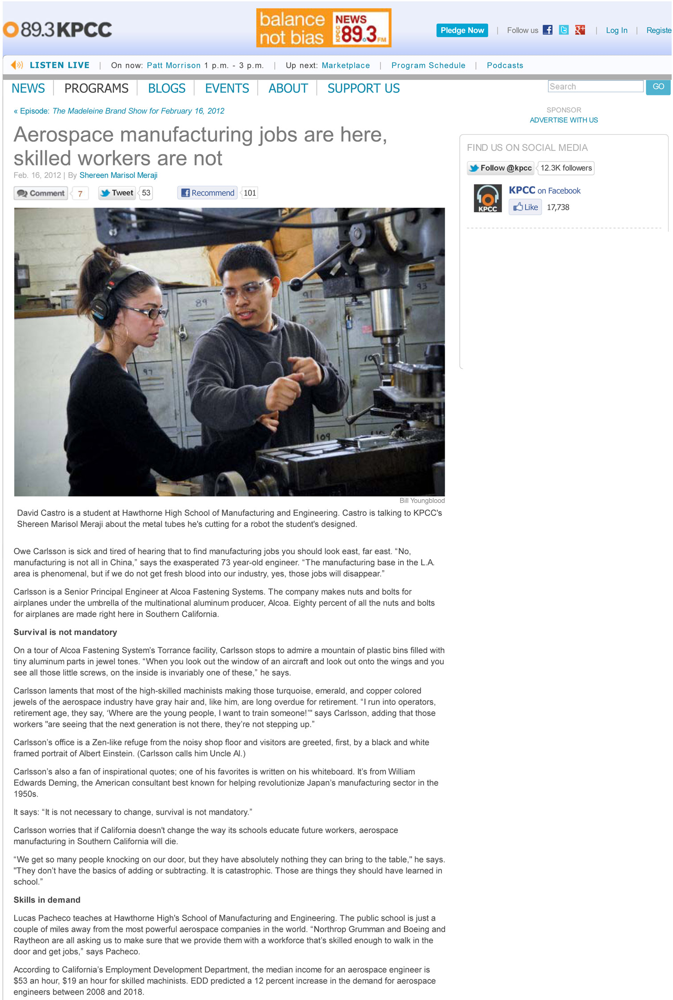 89.3 KPCC
balance
not bias
NEWS
KPCC
89.3 FM
Pledge Now | Follow us | Log In | Registe
LISTEN LIVE | On now: Patt Morrison 1 p.m. - 3 p.m. | Up next: Marketplace | Program Schedule | Podcasts
NEWS PROGRAMS BLOGS EVENTS ABOUT SUPPORT US
Search GO
« Episode: The Madeleine Brand Show for February 16, 2012
SPONSOR
ADVERTISE WITH US
Aerospace manufacturing jobs are here,
skilled workers are not
Feb. 16, 2012 | By Shereen Marisol Meraji
Comment 7 Tweet 53 Recommend 101
FIND US ON SOCIAL MEDIA
Follow @kpcc 12.3K followers
KPCC
KPCC on Facebook
Like 17,738
89
91
93
97
109
Bill Youngblood
David Castro is a student at Hawthorne High School of Manufacturing and Engineering. Castro is talking to KPCC's
Shereen Marisol Meraji about the metal tubes he's cutting for a robot the student's designed.
Owe Carlsson is sick and tired of hearing that to find manufacturing jobs you should look east, far east. “No,
manufacturing is not all in China,” says the exasperated 73 year-old engineer. “The manufacturing base in the L.A.
area is phenomenal, but if we do not get fresh blood into our industry, yes, those jobs will disappear.”
Carlsson is a Senior Principal Engineer at Alcoa Fastening Systems. The company makes nuts and bolts for
airplanes under the umbrella of the multinational aluminum producer, Alcoa. Eighty percent of all the nuts and bolts
for airplanes are made right here in Southern California.
Survival is not mandatory
On a tour of Alcoa Fastening System’s Torrance facility, Carlsson stops to admire a mountain of plastic bins filled with
tiny aluminum parts in jewel tones. “When you look out the window of an aircraft and look out onto the wings and you
see all those little screws, on the inside is invariably one of these,” he says.
Carlsson laments that most of the high-skilled machinists making those turquoise, emerald, and copper colored
jewels of the aerospace industry have gray hair and, like him, are long overdue for retirement. “I run into operators,
retirement age, they say, ‘Where are the young people, I want to train someone!’" says Carlsson, adding that those
workers "are seeing that the next generation is not there, they’re not stepping up.”
Carlsson’s office is a Zen-like refuge from the noisy shop floor and visitors are greeted, first, by a black and white
framed portrait of Albert Einstein. (Carlsson calls him Uncle Al.)
Carlsson’s also a fan of inspirational quotes; one of his favorites is written on his whiteboard. It’s from William
Edwards Deming, the American consultant best known for helping revolutionize Japan’s manufacturing sector in the
1950s.
It says: “It is not necessary to change, survival is not mandatory.”
Carlsson worries that if California doesn't change the way its schools educate future workers, aerospace
manufacturing in Southern California will die.
“We get so many people knocking on our door, but they have absolutely nothing they can bring to the table," he says.
"They don’t have the basics of adding or subtracting. It is catastrophic. Those are things they should have learned in
school.”
Skills in demand
Lucas Pacheco teaches at Hawthorne High's School of Manufacturing and Engineering. The public school is just a
couple of miles away from the most powerful aerospace companies in the world. “Northrop Grumman and Boeing and
Raytheon are all asking us to make sure that we provide them with a workforce that’s skilled enough to walk in the
door and get jobs,” says Pacheco.
According to California’s Employment Development Department, the median income for an aerospace engineer is
$53 an hour, $19 an hour for skilled machinists. EDD predicted a 12 percent increase in the demand for aerospace
engineers between 2008 and 2018.